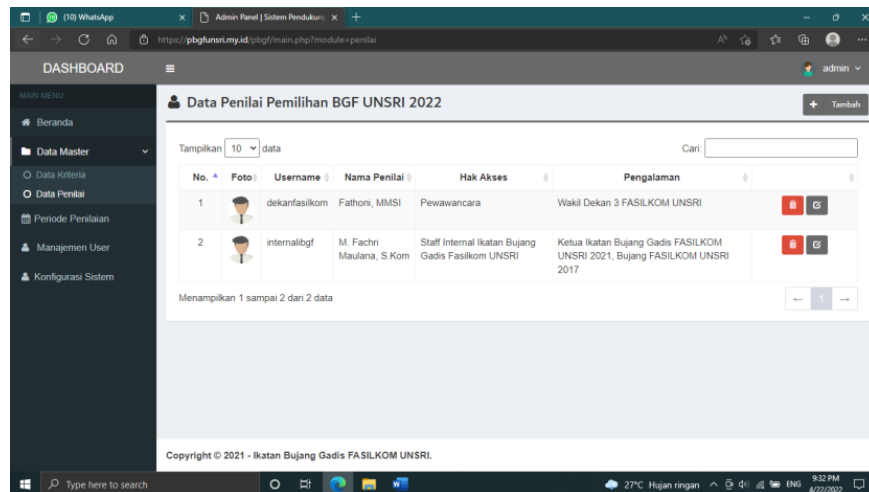 (10) WhatsApp
Admin Panel | Sistem Pendukung
https://pbgfunsri.my.id/pbgf/main.php?module=penilai
DASHBOARD
admin
MAIN MENU
Beranda
Data Master
Data Kriteria
Data Penilai
Periode Penilaian
Manajemen User
Konfigurasi Sistem
Data Penilai Pemilihan BGF UNSRI 2022
+ Tambah
Tampilkan 10 data
Cari:
No. Foto Username Nama Penilai Hak Akses Pengalaman
1 dekanfasilkom Fathoni, MMSI Pewawancara Wakil Dekan 3 FASILKOM UNSRI
2 internalibgf M. Fachri Staff Internal Ikatan Bujang Ketua Ikatan Bujang Gadis FASILKOM
Maulana, S.Kom Gadis Fasilkom UNSRI UNSRI 2021, Bujang FASILKOM UNSRI
2017
Menampilkan 1 sampai 2 dari 2 data
← 1 →
Copyright © 2021 - Ikatan Bujang Gadis FASILKOM UNSRI.
Type here to search
27°C Hujan ringan
ENG
9:32 PM
4/22/2022